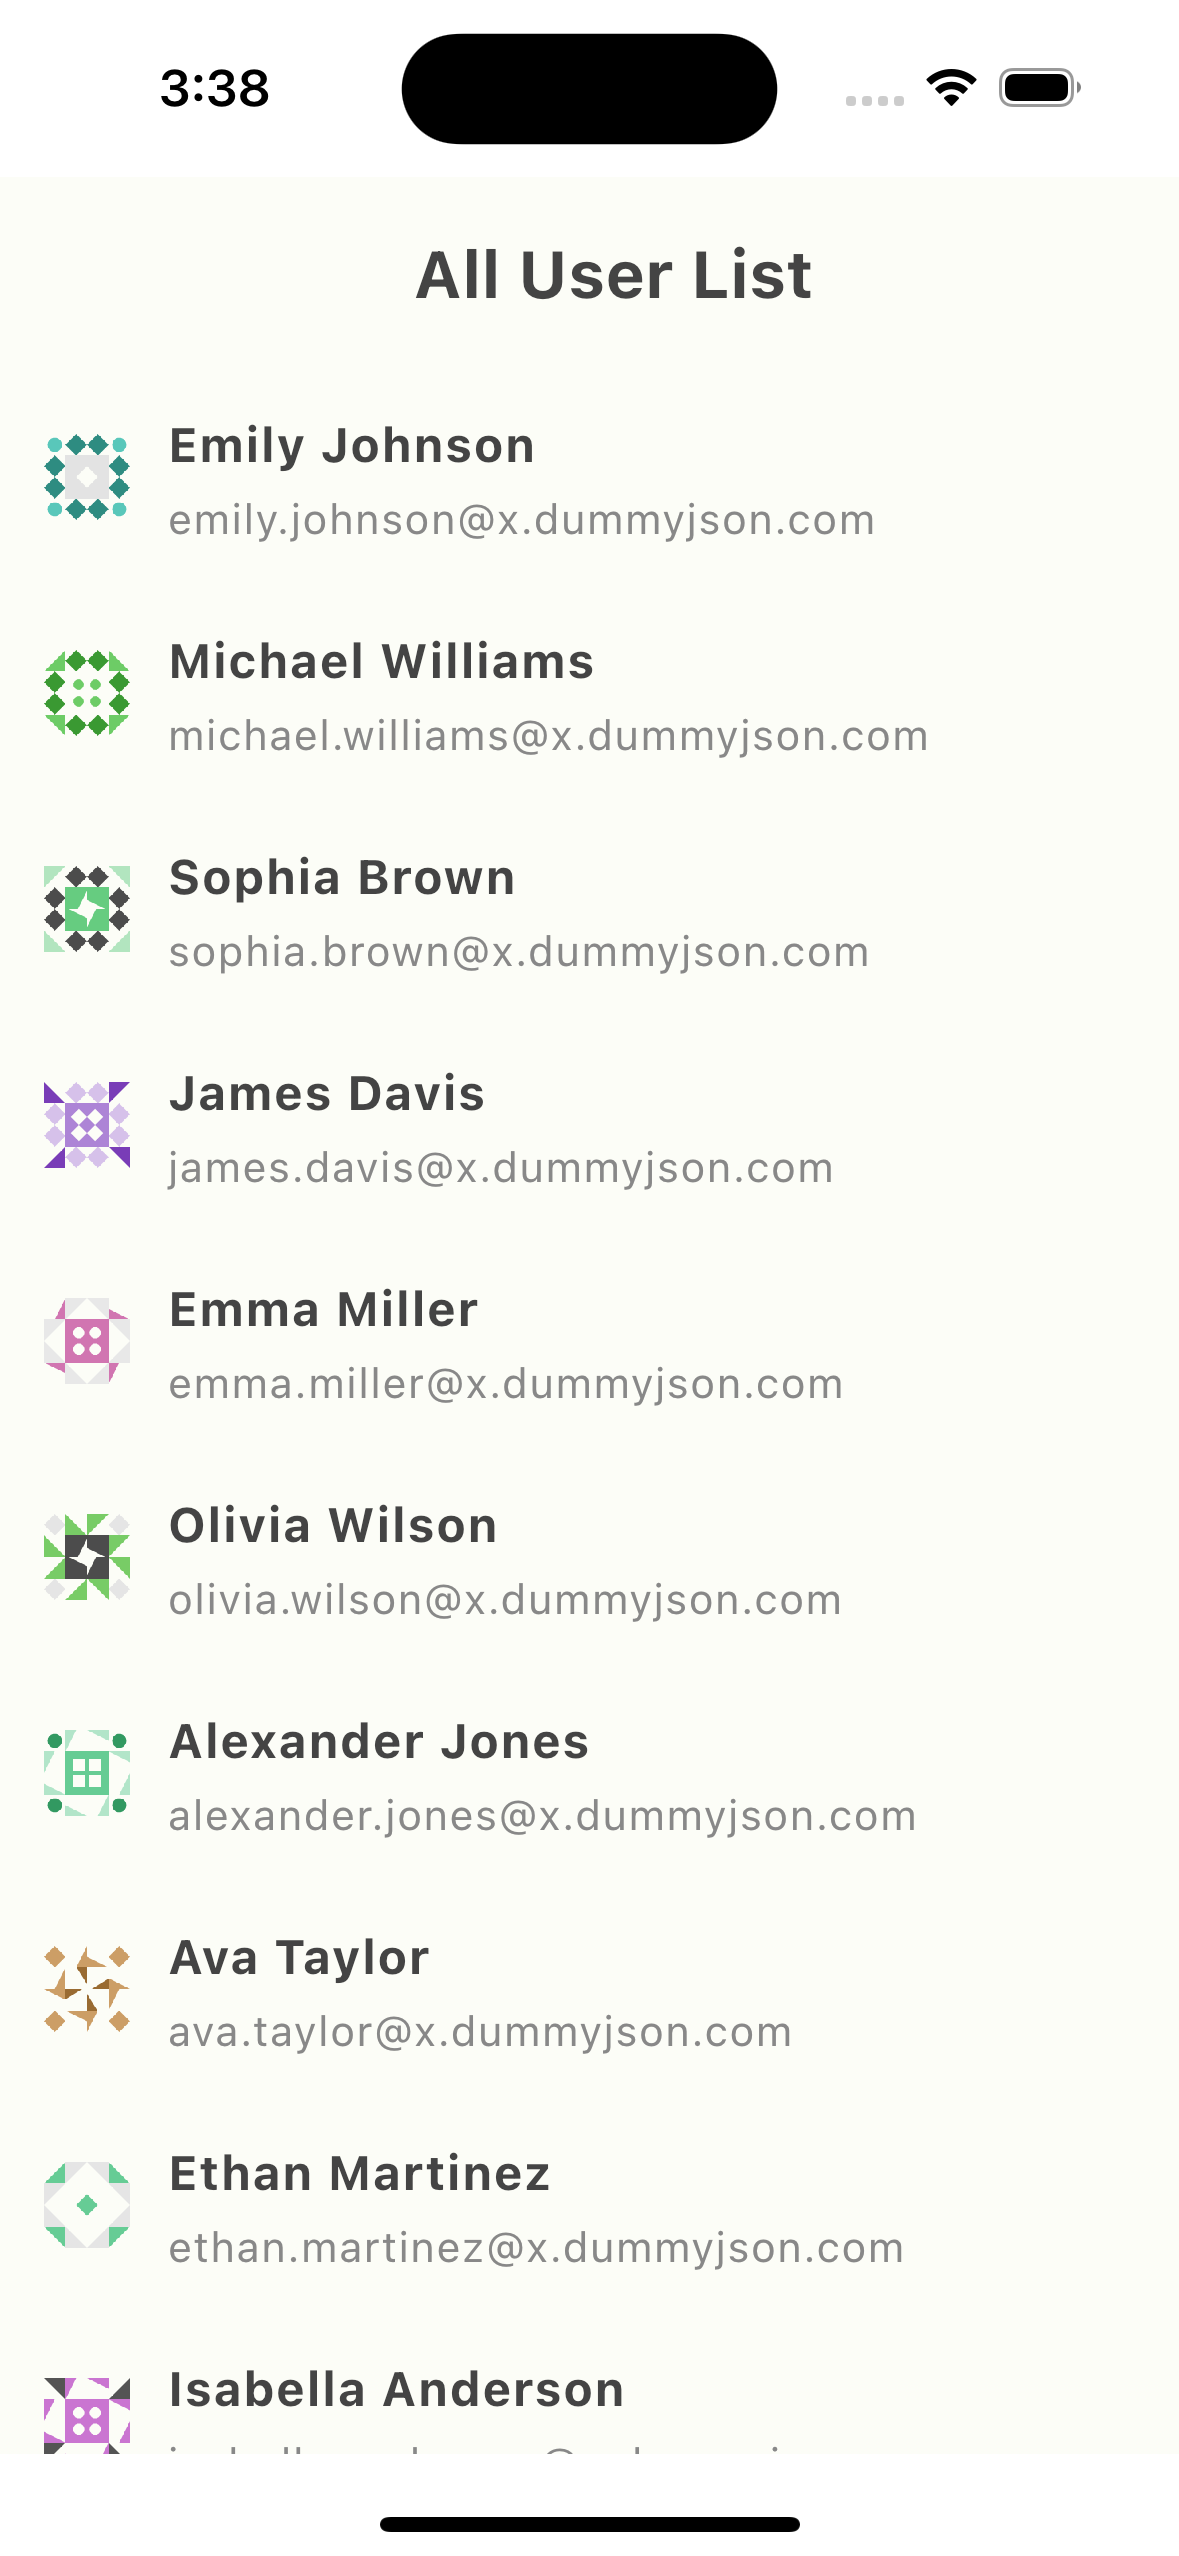 3:38
All User List
Emily Johnson
emily.johnson@x.dummyjson.com
Michael Williams
michael.williams@x.dummyjson.com
Sophia Brown
sophia.brown@x.dummyjson.com
James Davis
james.davis@x.dummyjson.com
Emma Miller
emma.miller@x.dummyjson.com
Olivia Wilson
olivia.wilson@x.dummyjson.com
Alexander Jones
alexander.jones@x.dummyjson.com
Ava Taylor
ava.taylor@x.dummyjson.com
Ethan Martinez
ethan.martinez@x.dummyjson.com
Isabella Anderson